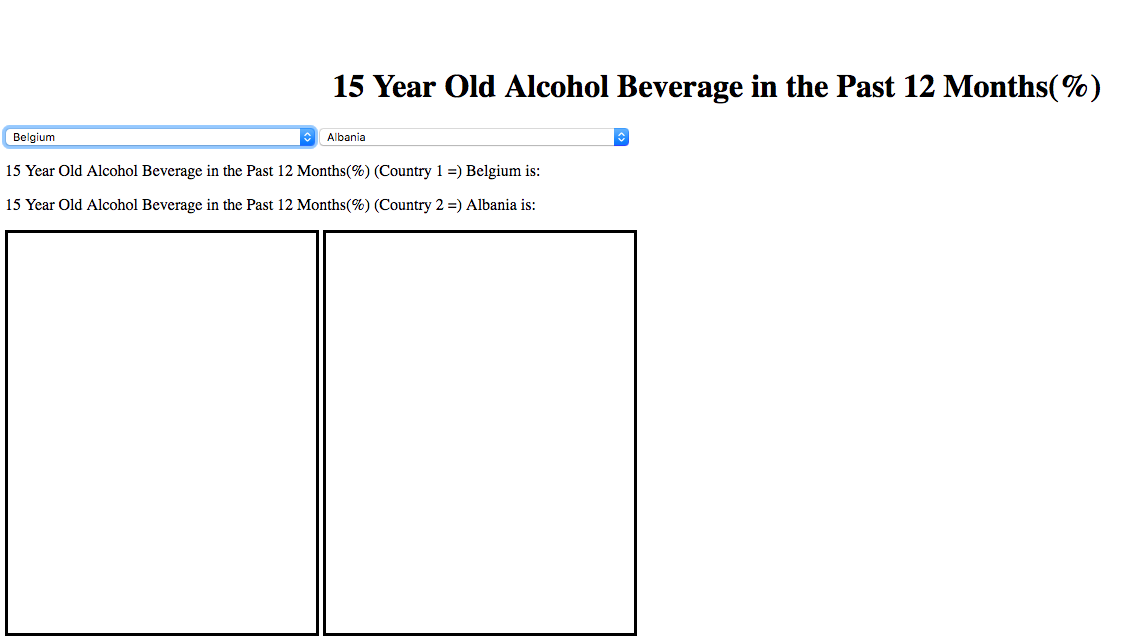 15 Year Old Alcohol Beverage in the Past 12 Months(%)
Belgium Albania
15 Year Old Alcohol Beverage in the Past 12 Months(%) (Country 1 =) Belgium is:
15 Year Old Alcohol Beverage in the Past 12 Months(%) (Country 2 =) Albania is: